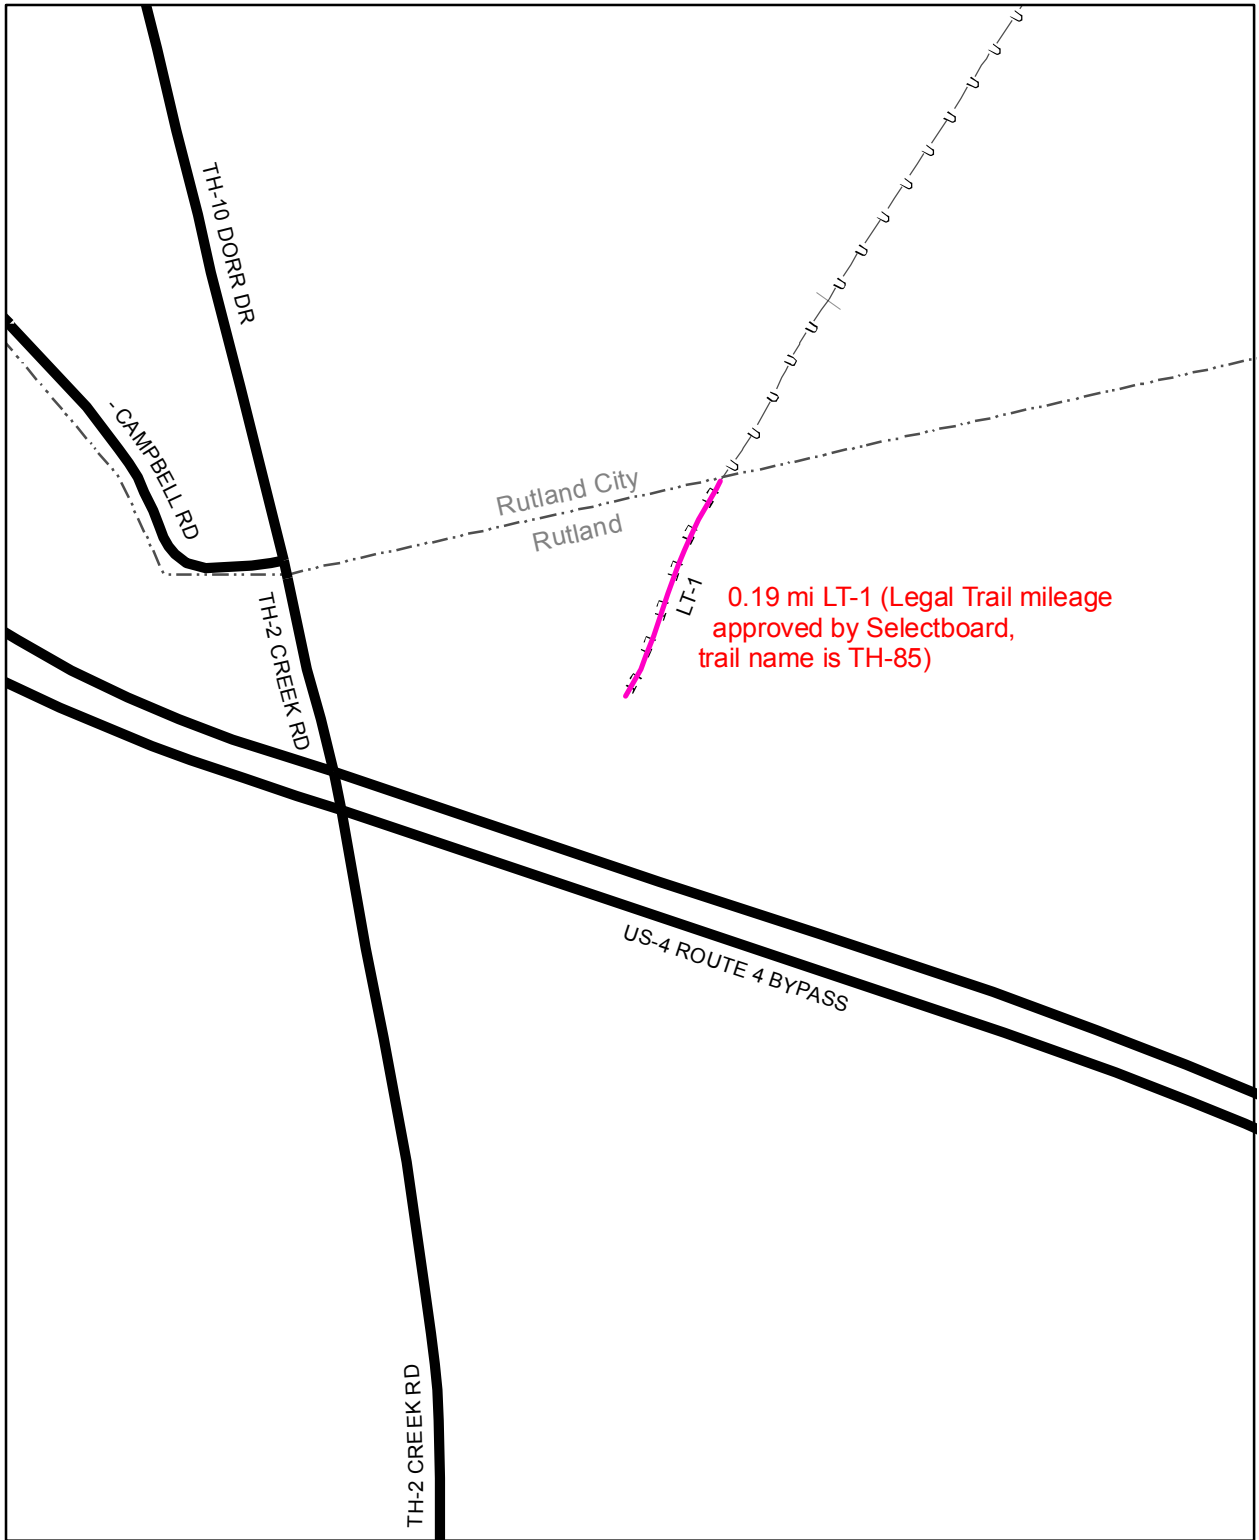 TH-10 DORR DR
- CAMPBELL RD
Rutland City
Rutland
LT-1
0.19 mi LT-1 (Legal Trail mileage
approved by Selectboard,
trail name is TH-85)
TH-2 CREEK RD
US-4 ROUTE 4 BYPASS
TH-2 CREEK RD